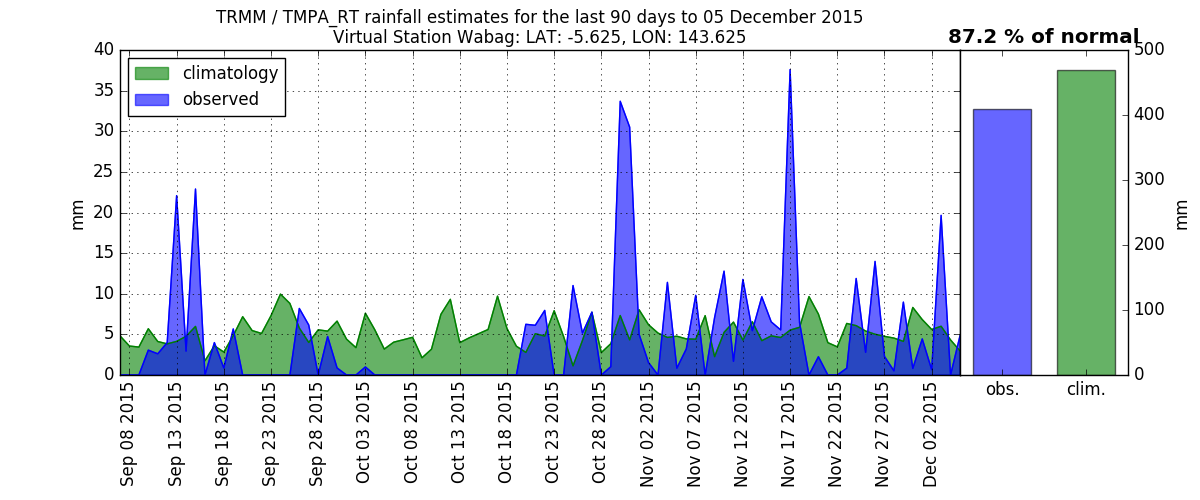 TRMM / TMPA_RT rainfall estimates for the last 90 days to 05 December 2015
Virtual Station Wabag: LAT: -5.625, LON: 143.625
87.2 % of normal
climatology
observed
40
35
30
25
20
15
10
5
0
mm
Sep 08 2015
Sep 13 2015
Sep 18 2015
Sep 23 2015
Sep 28 2015
Oct 03 2015
Oct 08 2015
Oct 13 2015
Oct 18 2015
Oct 23 2015
Oct 28 2015
Nov 02 2015
Nov 07 2015
Nov 12 2015
Nov 17 2015
Nov 22 2015
Nov 27 2015
Dec 02 2015
obs.
clim.
500
400
300
200
100
0
mm